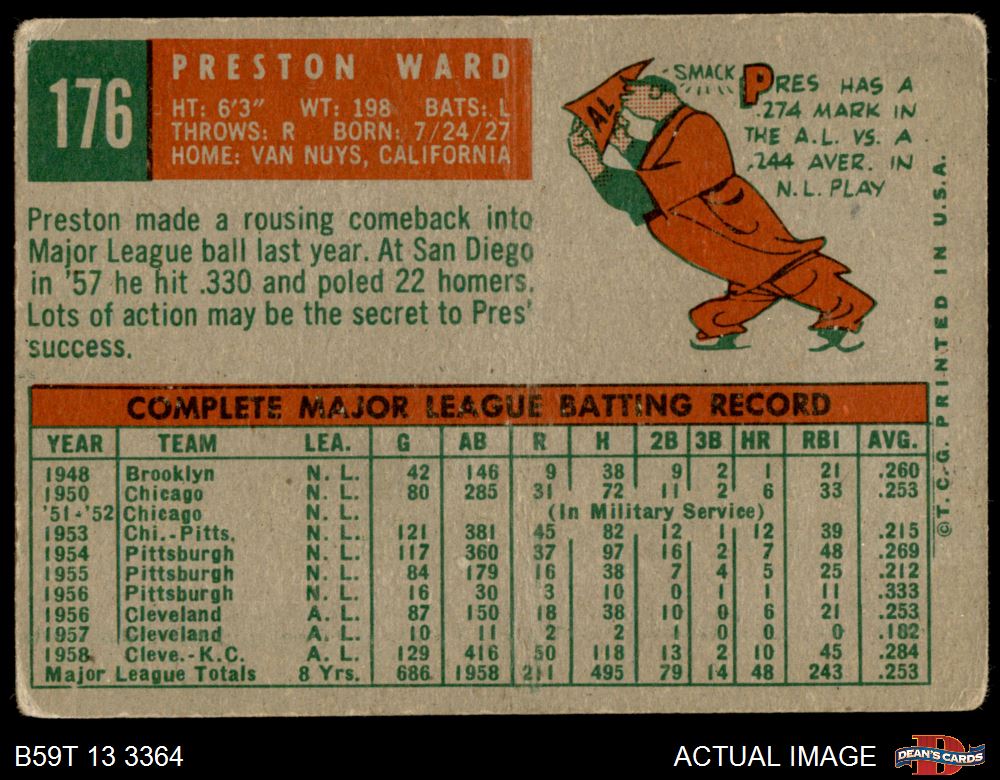 176
PRESTON WARD
HT: 6'3" WT: 198 BATS: L
THROWS: R BORN: 7/24/27
HOME: VAN NUYS, CALIFORNIA
Preston made a rousing comeback into
Major League ball last year. At San Diego
in '57 he hit .330 and poled 22 homers.
Lots of action may be the secret to Pres'
success.
AL
SMACK
PRES HAS A
.274 MARK IN
THE A.L. VS. A
.244 AVER. IN
N.L. PLAY
COMPLETE MAJOR LEAGUE BATTING RECORD
YEAR TEAM LEA. G AB R H 2B 3B HR RBI AVG.
1948 Brooklyn N. L. 42 146 9 38 9 2 1 21 .260
1950 Chicago N. L. 80 285 31 72 11 2 6 33 .253
'51-'52 Chicago N. L. (In Military Service)
1953 Chi.-Pitts. N. L. 121 381 45 82 12 1 12 39 .215
1954 Pittsburgh N. L. 117 360 37 97 16 2 7 48 .269
1955 Pittsburgh N. L. 84 179 16 38 7 4 5 25 .212
1956 Pittsburgh N. L. 16 30 3 10 0 1 1 11 .333
1956 Cleveland A. L. 87 150 18 38 10 0 6 21 .253
1957 Cleveland A. L. 10 11 2 2 1 0 0 0 .182
1958 Cleve.-K.C. A. L. 129 416 50 118 13 2 10 45 .284
Major League Totals 8 Yrs. 686 1958 211 495 79 14 48 243 .253
©T. C. G. PRINTED IN U.S.A.
B59T 13 3364
ACTUAL IMAGE
D
DEAN'S CARDS